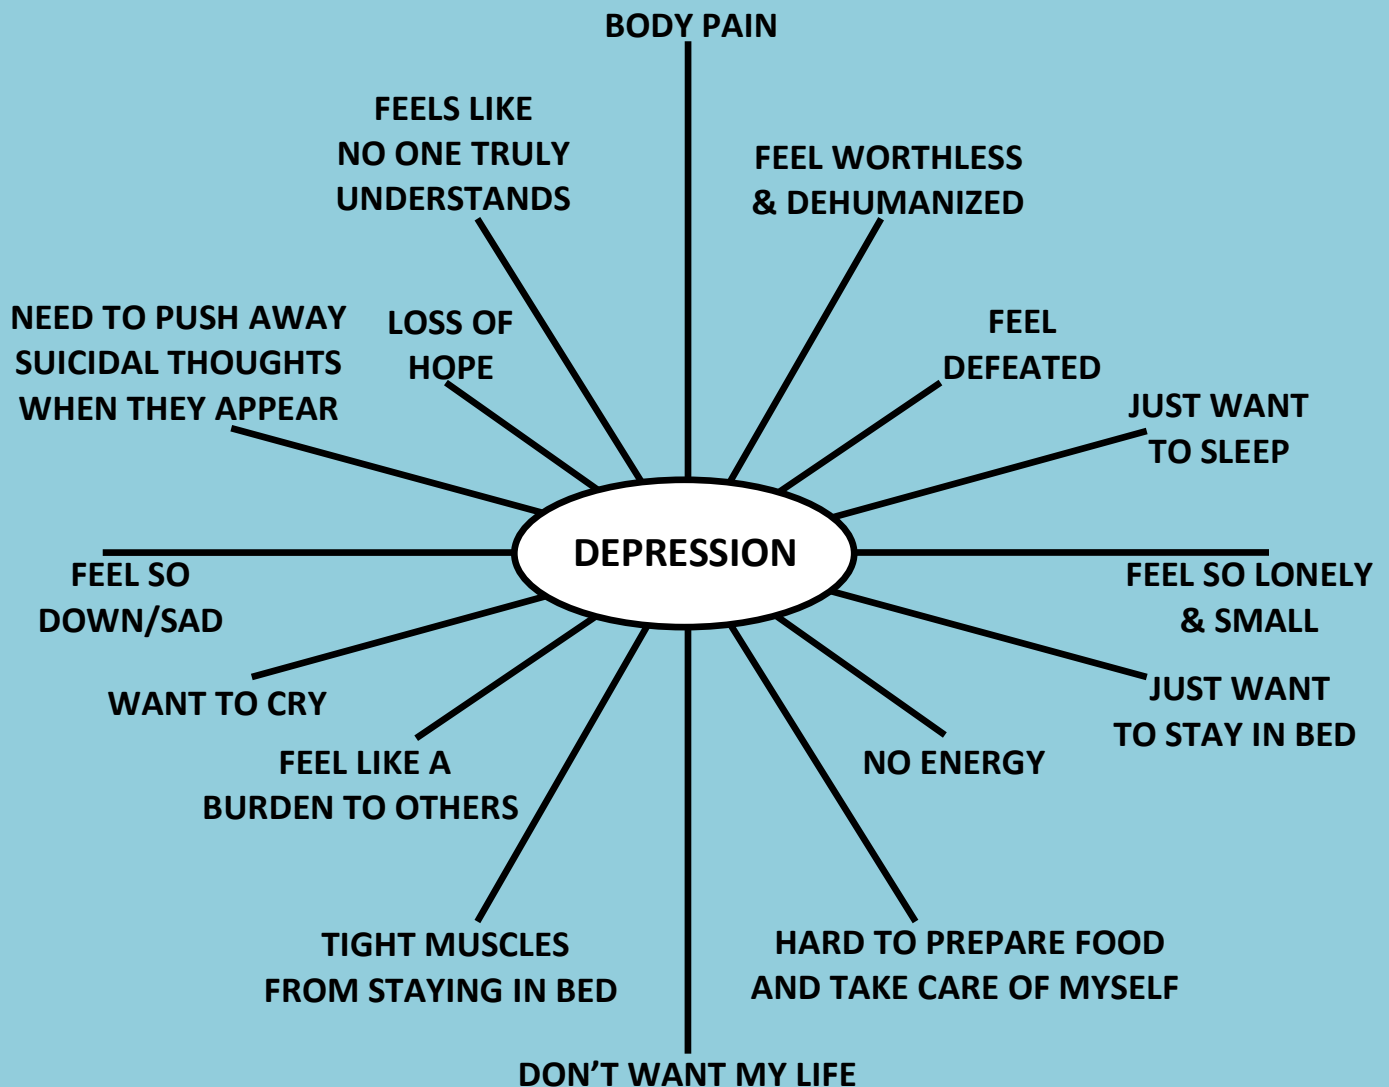 BODY PAIN
FEELS LIKE
NO ONE TRULY
UNDERSTANDS
FEEL WORTHLESS
& DEHUMANIZED
NEED TO PUSH AWAY
SUICIDAL THOUGHTS
WHEN THEY APPEAR
LOSS OF
HOPE
FEEL
DEFEATED
JUST WANT
TO SLEEP
DEPRESSION
FEEL SO
DOWN/SAD
FEEL SO LONELY
& SMALL
WANT TO CRY
JUST WANT
TO STAY IN BED
FEEL LIKE A
BURDEN TO OTHERS
NO ENERGY
TIGHT MUSCLES
FROM STAYING IN BED
HARD TO PREPARE FOOD
AND TAKE CARE OF MYSELF
DON'T WANT MY LIFE